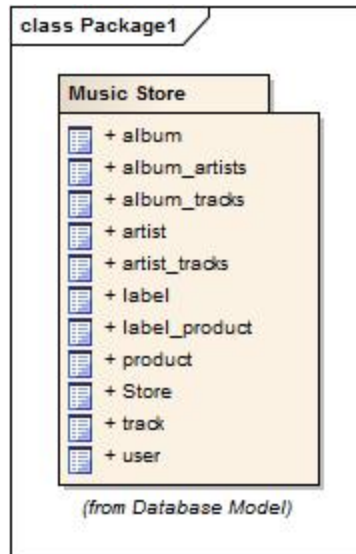 class Package1
Music Store
+ album
+ album_artists
+ album_tracks
+ artist
+ artist_tracks
+ label
+ label_product
+ product
+ Store
+ track
+ user
(from Database Model)